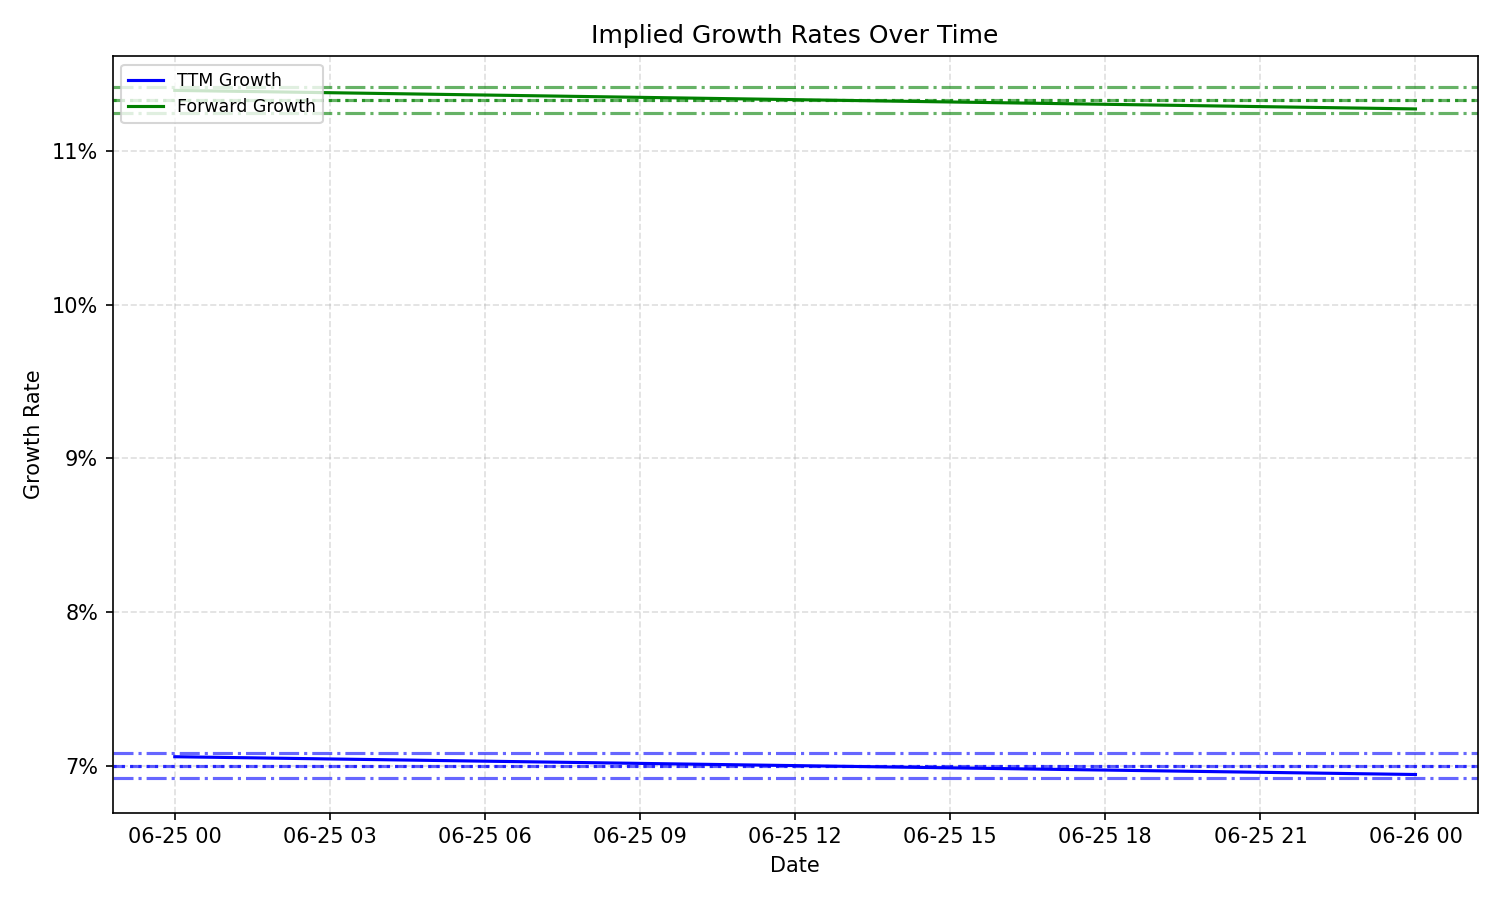 Implied Growth Rates Over Time
TTM Growth
Forward Growth
11%
10%
9%
8%
7%
Growth Rate
06-25 00
06-25 03
06-25 06
06-25 09
06-25 12
06-25 15
06-25 18
06-25 21
06-26 00
Date